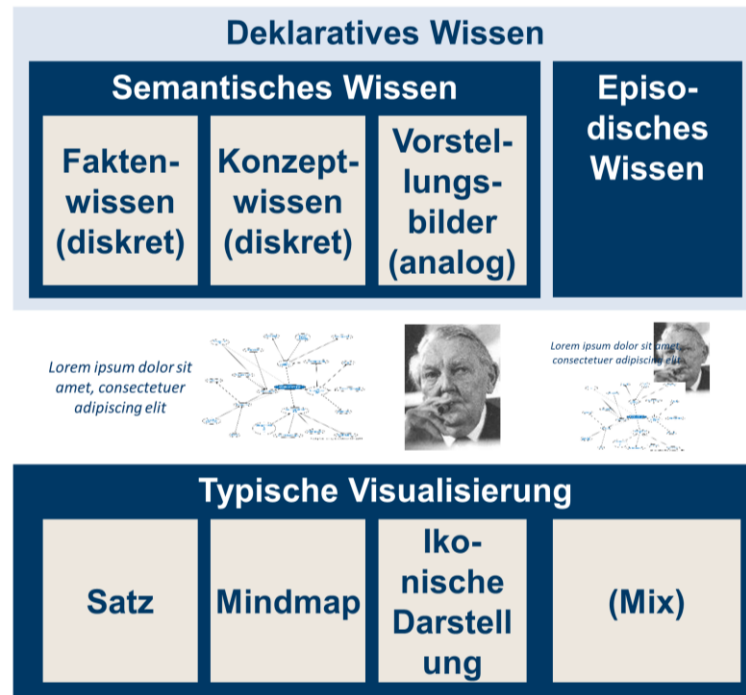 Deklaratives Wissen
Semantisches Wissen
Fakten-
wissen
(diskret)
Konzept-
wissen
(diskret)
Vorstel-
lungs-
bilder
(analog)
Episo-
disches
Wissen
Lorem ipsum dolor sit
amet, consectetuer
adipiscing elit
Lorem ipsum dolor sit amet,
consectetuer adipiscing elit
Typische Visualisierung
Satz
Mindmap
Iko-
nische
Darstell
ung
(Mix)